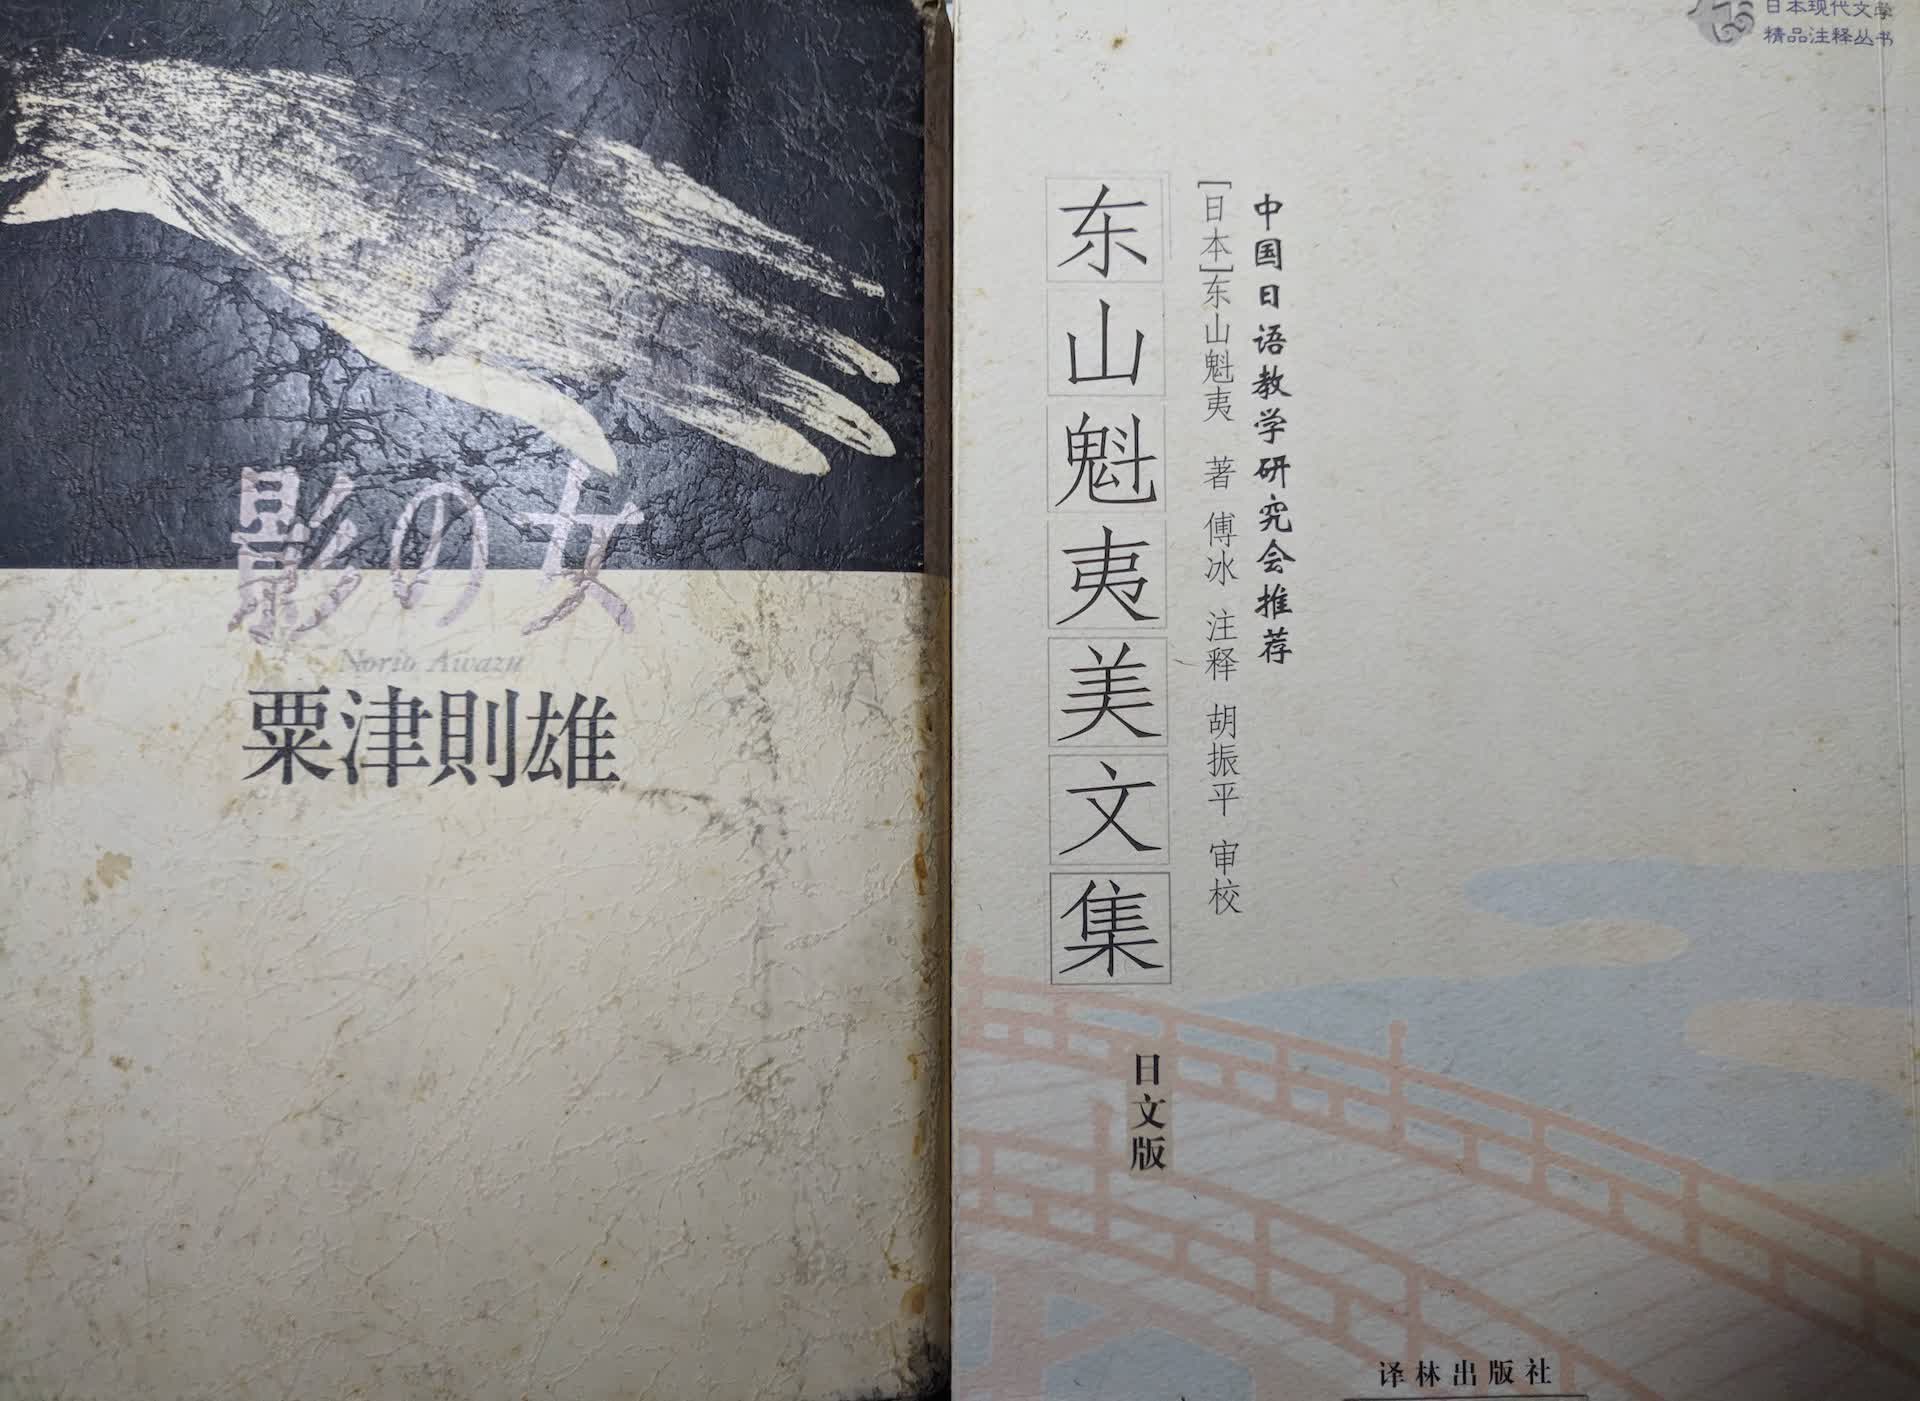 影の女
Norio Awazu
粟津則雄
日本现代文学
精品注释丛书
中国日语教学研究会推荐
[日本]东山魁夷 著 傅冰 注释 胡振平 审校
东山魁夷美文集
日文版
译林出版社